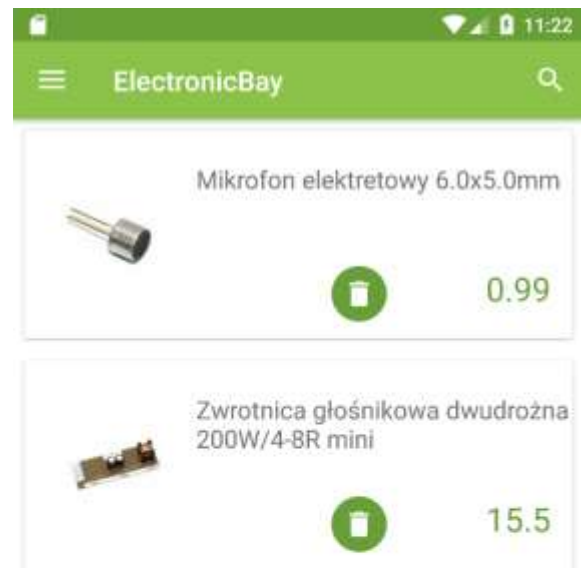 11:22
ElectronicBay
Mikrofon elektretowy 6.0x5.0mm
0.99
Zwrotnica głośnikowa dwudrożna
200W/4-8R mini
15.5